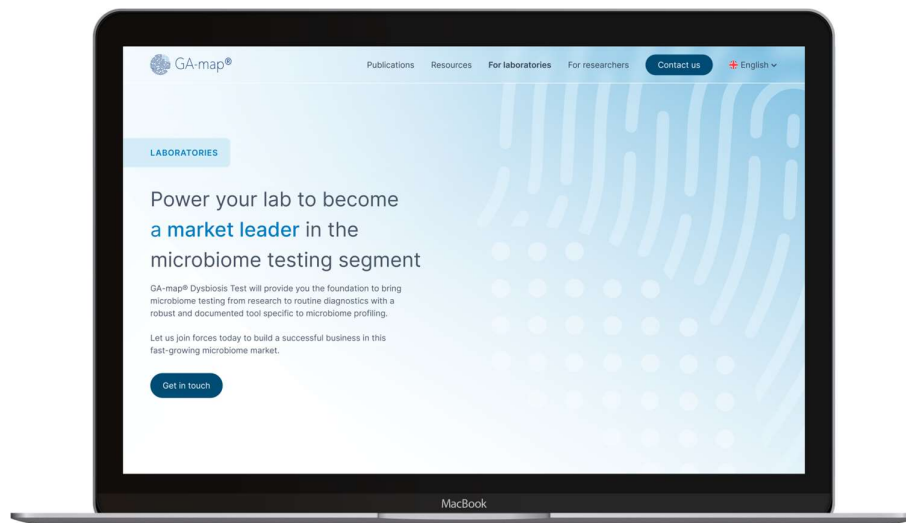 GA-map®
Publications Resources For laboratories For researchers Contact us English
LABORATORIES
Power your lab to become
a market leader in the
microbiome testing segment
GA-map® Dysbiosis Test will provide you the foundation to bring
microbiome testing from research to routine diagnostics with a
robust and documented tool specific to microbiome profiling.
Let us join forces today to build a successful business in this
fast-growing microbiome market.
Get in touch
MacBook